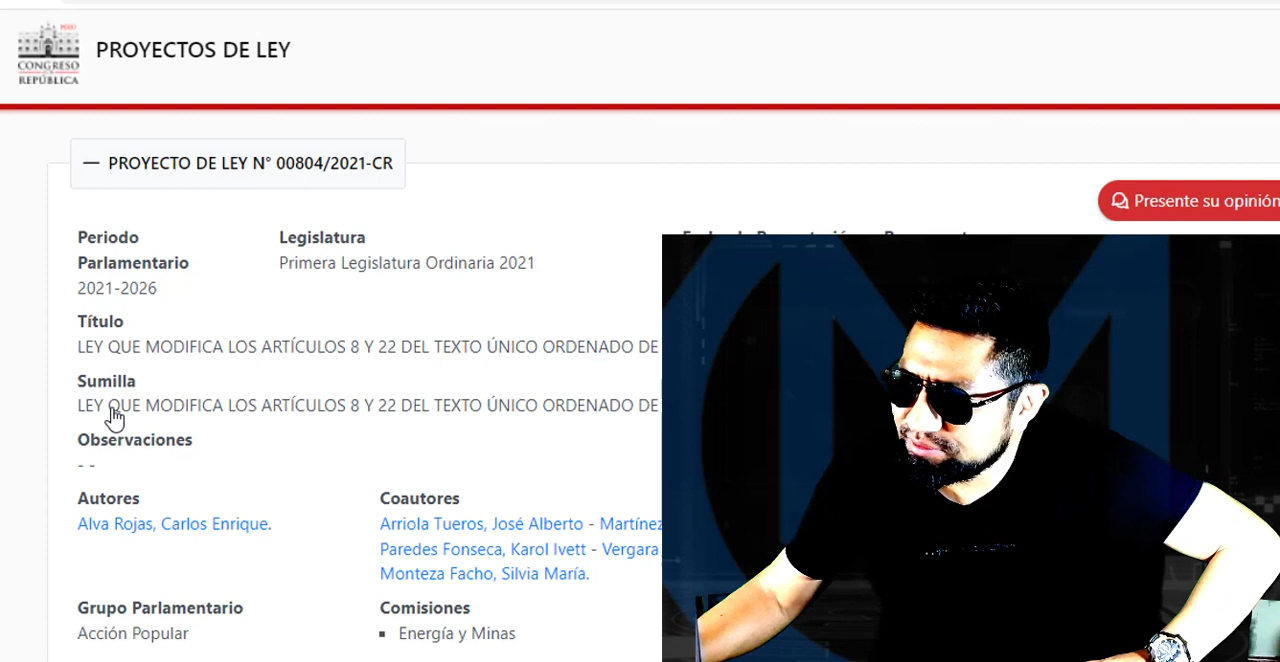 PERÚ
CONGRESO
REPÚBLICA
PROYECTOS DE LEY
— PROYECTO DE LEY N° 00804/2021-CR
Presente su opinión
Periodo Parlamentario
2021-2026
Legislatura
Primera Legislatura Ordinaria 2021
Título
LEY QUE MODIFICA LOS ARTÍCULOS 8 Y 22 DEL TEXTO ÚNICO ORDENADO DE
Sumilla
LEY QUE MODIFICA LOS ARTÍCULOS 8 Y 22 DEL TEXTO ÚNICO ORDENADO DE
Observaciones
- -
Autores
Alva Rojas, Carlos Enrique.
Coautores
Arriola Tueros, José Alberto - Martínez
Paredes Fonseca, Karol Ivett - Vergara
Monteza Facho, Silvia María.
Grupo Parlamentario
Acción Popular
Comisiones
▪ Energía y Minas